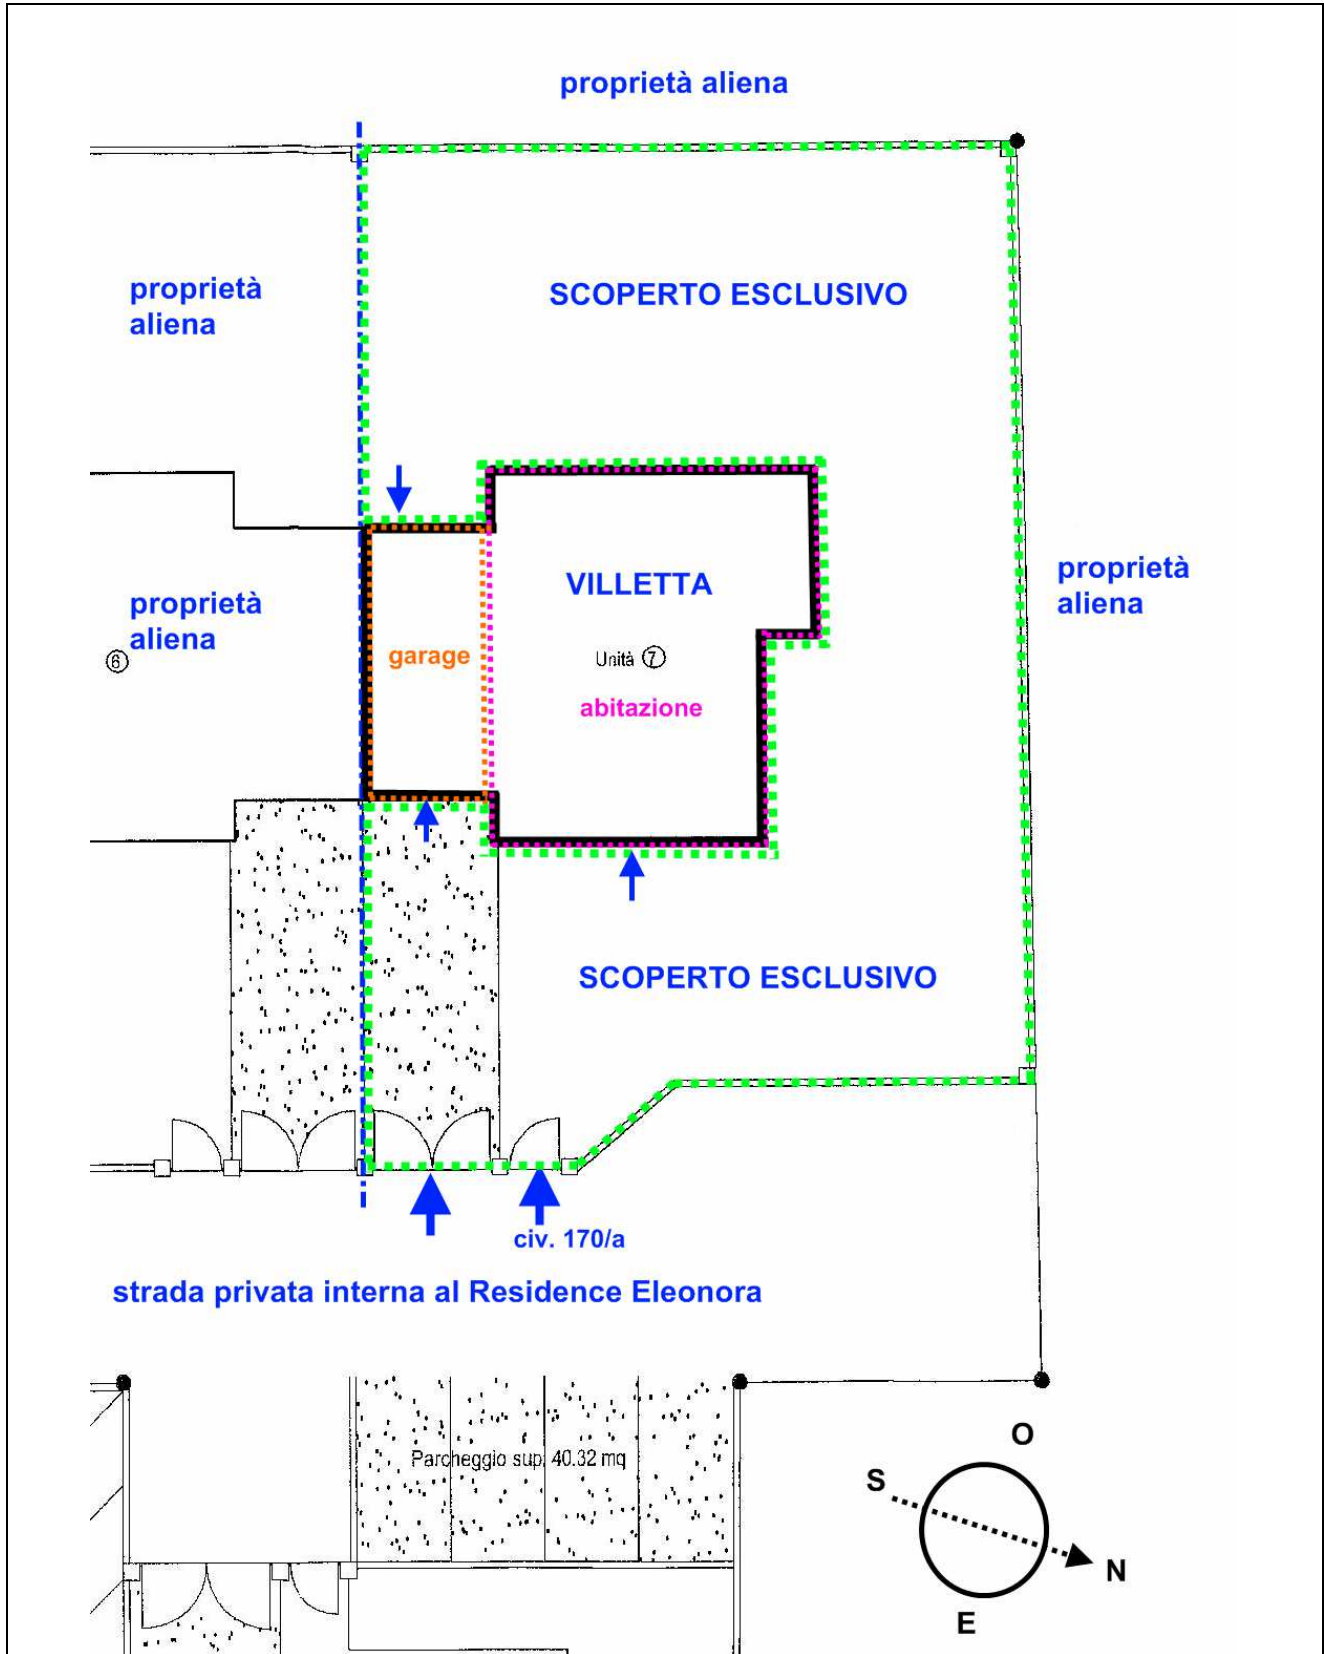 proprietà aliena
proprietà
aliena
SCOPERTO ESCLUSIVO
proprietà
aliena
VILLETTA
proprietà
aliena
6
garage
Unità 7
abitazione
SCOPERTO ESCLUSIVO
civ. 170/a
strada privata interna al Residence Eleonora
Parcheggio sup. 40.32 mq
O
S
N
E